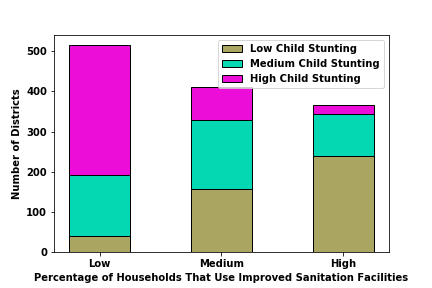 Low Child Stunting
Medium Child Stunting
High Child Stunting
Number of Districts
500
400
300
200
100
0
Low Medium High
Percentage of Households That Use Improved Sanitation Facilities